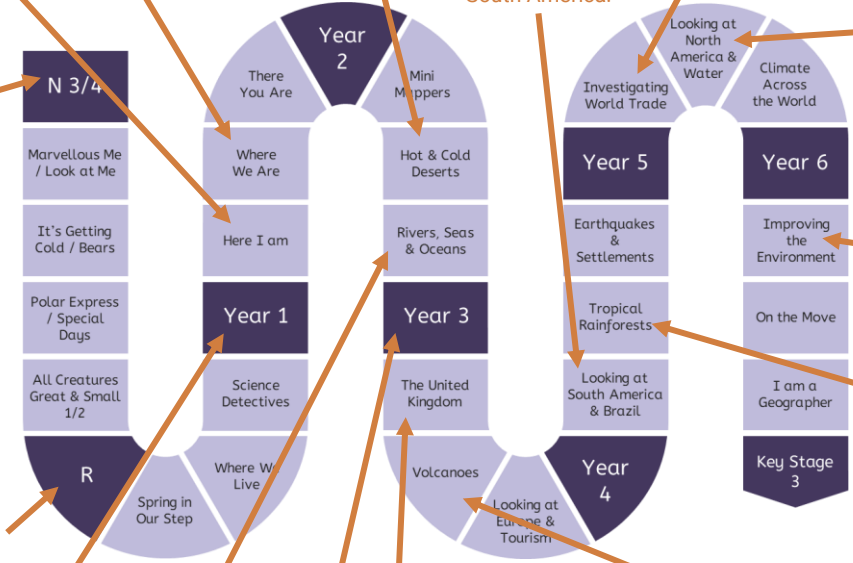 South America.
N 3/4
Marvellous Me
/ Look at Me
It's Getting
Cold / Bears
Polar Express
/ Special
Days
All Creatures
Great & Small
1/2
R
Spring in
Our Step
Where We
Live
Science
Detectives
Year 1
Here I am
Where
We Are
There
You Are
Year
2
Mini
Mappers
Hot & Cold
Deserts
Rivers, Seas
& Oceans
Year 3
The United
Kingdom
Volcanoes
Looking at
Europe &
Tourism
Year
4
Looking at
South America
& Brazil
Tropical
Rainforests
Earthquakes
&
Settlements
Year 5
Investigating
World Trade
Looking at
North
America &
Water
Climate
Across
the World
Year 6
Improving
the
Environment
On the Move
I am a
Geographer
Key Stage
3